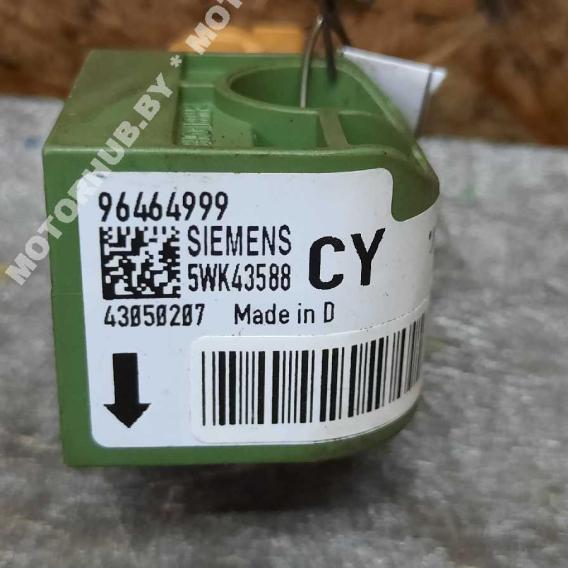 MOTORHUB.BY * MOT
96464999
SIEMENS
5WK43588
CY
43050207 Made in D